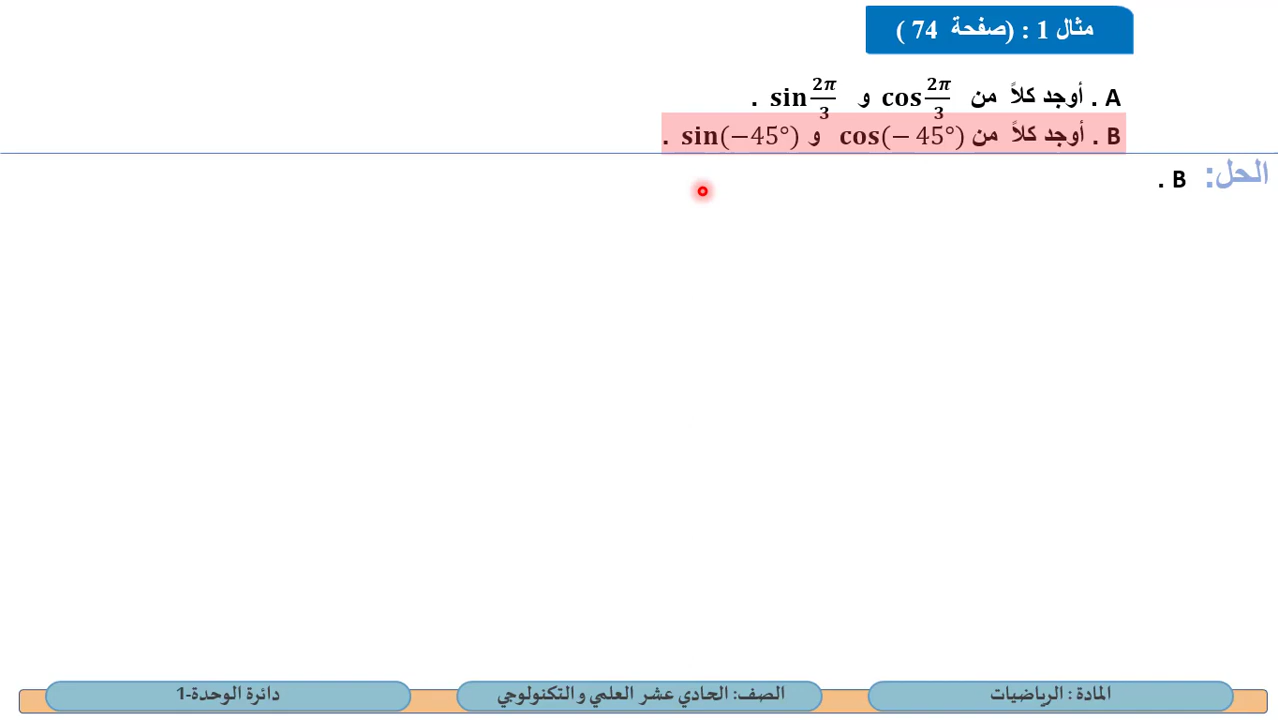 مثال 1 : (صفحة 74 )
A . أوجد كلاً من cos 2π/3 و sin 2π/3 .
B . أوجد كلاً من cos(− 45°) و sin(−45°) .
الحل: B .
المادة : الرياضيات
الصف: الحادي عشر العلمي والتكنولوجي
دائرة الوحدة-1